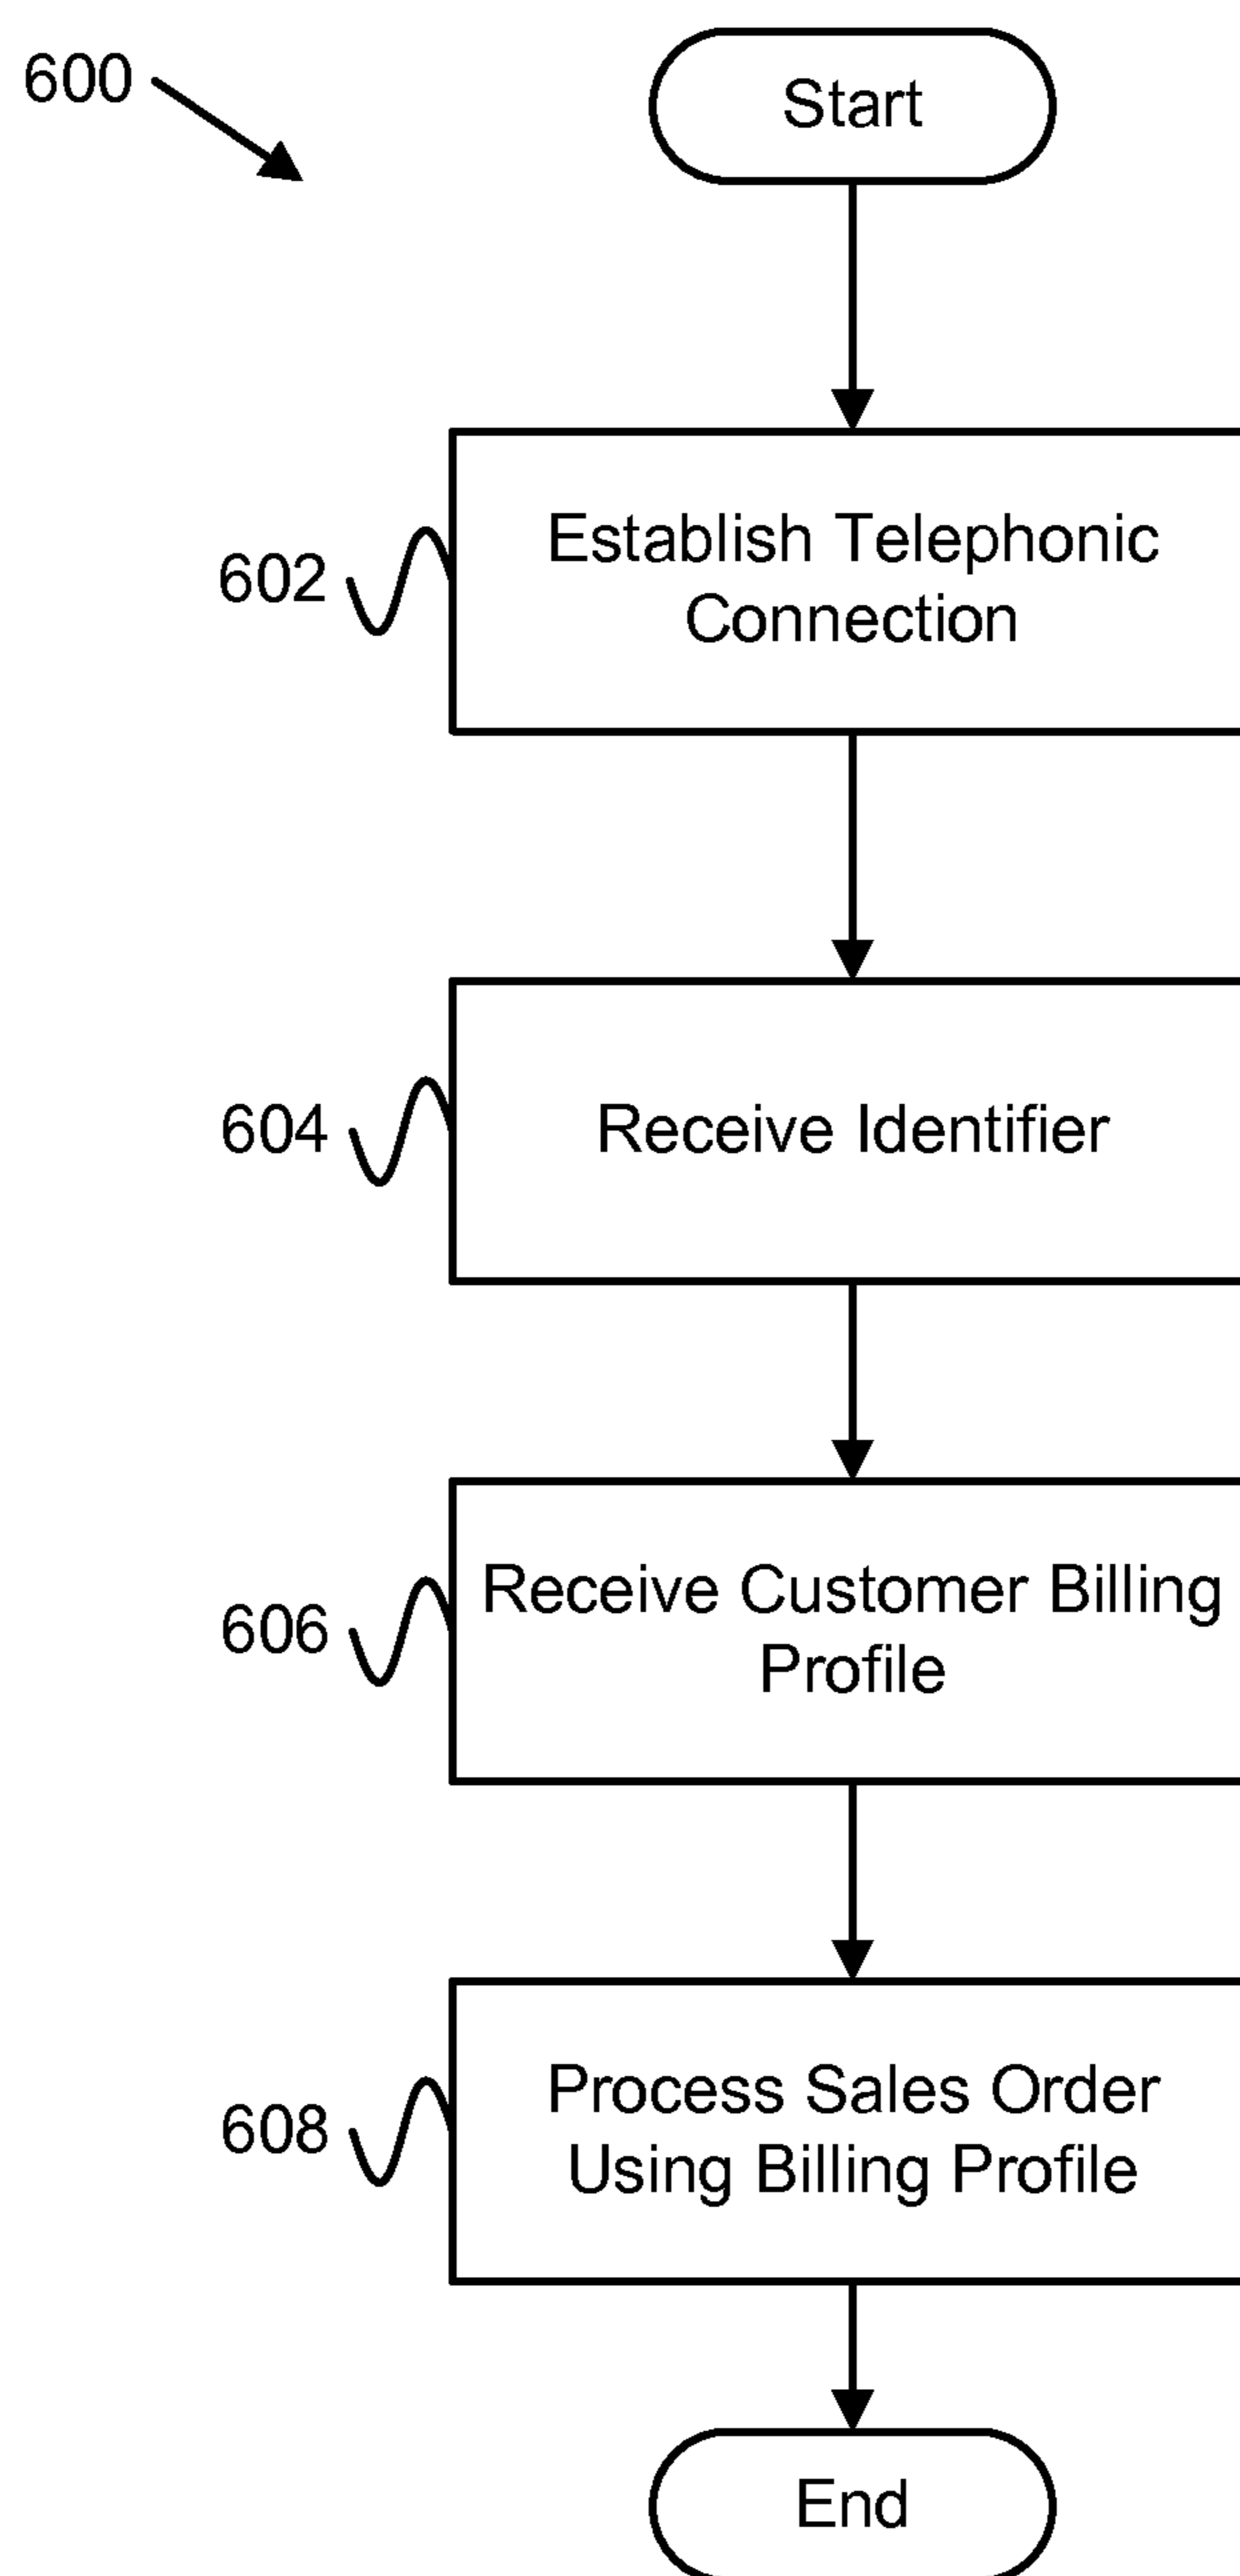 600
Start
602
Establish Telephonic
Connection
604
Receive Identifier
606
Receive Customer Billing
Profile
608
Process Sales Order
Using Billing Profile
End